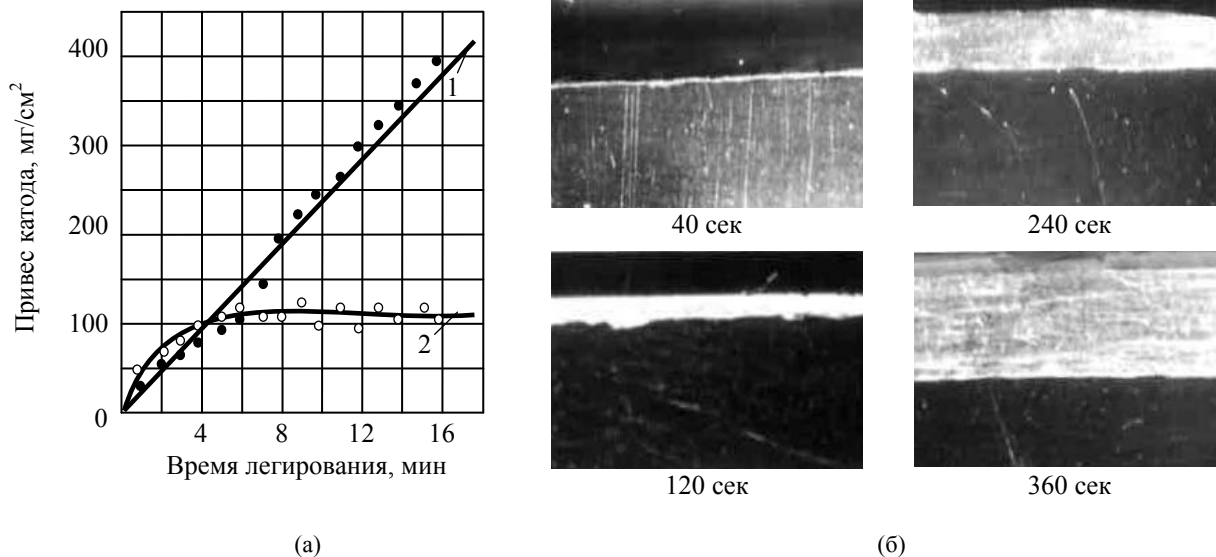 Привес катода, мг/см²
400
300
200
100
0
4 8 12 16
Время легирования, мин
1
2
(а)
40 сек
240 сек
120 сек
360 сек
(б)